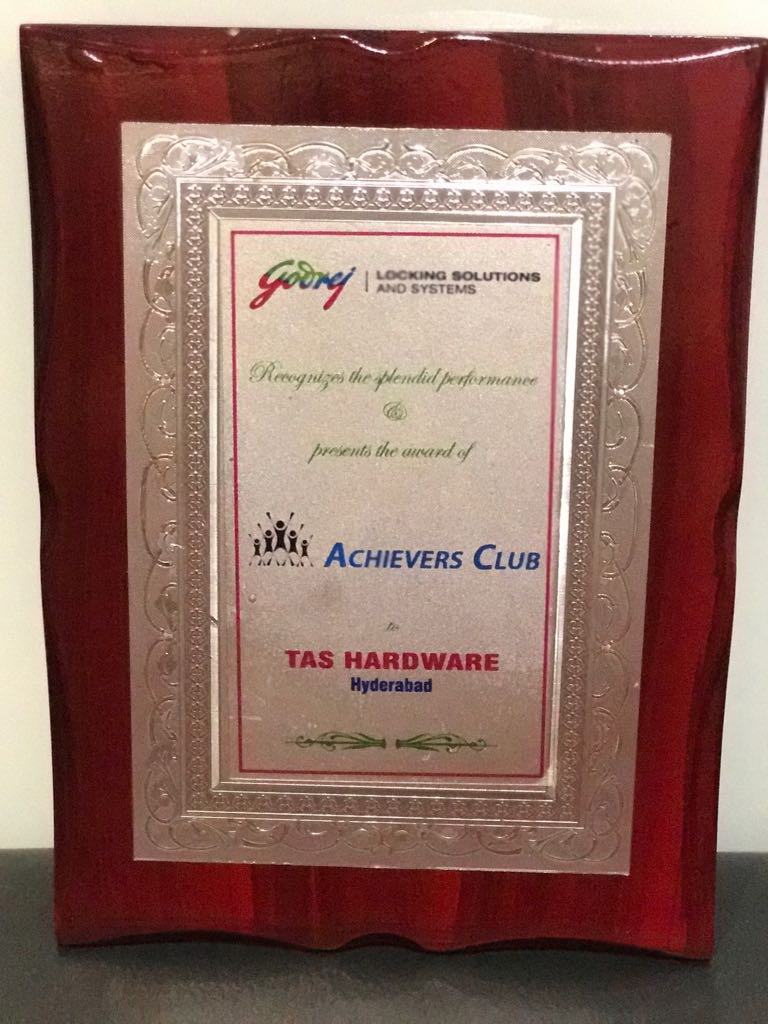 Godrej | LOCKING SOLUTIONS
AND SYSTEMS
Recognizes the splendid performance
&
presents the award of
ACHIEVERS CLUB
to
TAS HARDWARE
Hyderabad